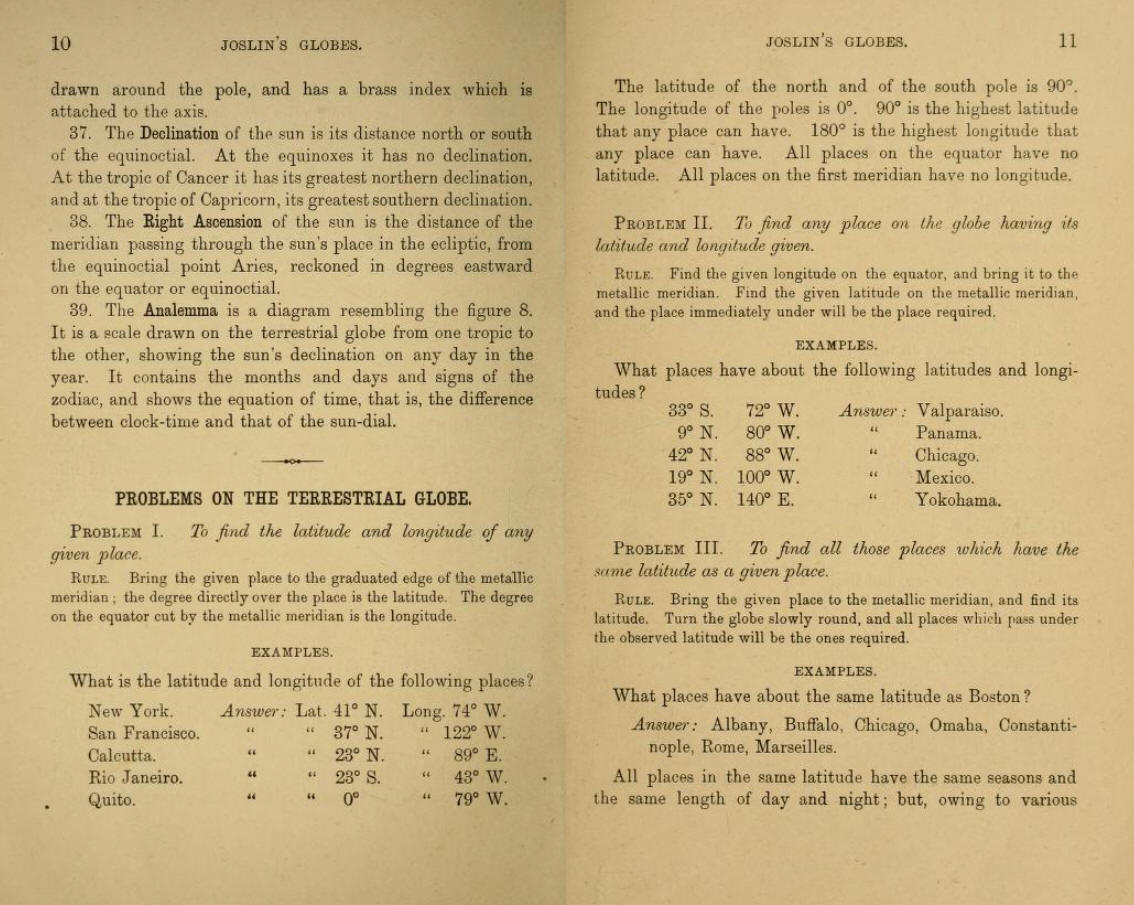 10
JOSLIN'S GLOBES.
drawn around the pole, and has a brass index which is
attached to the axis.
37. The Declination of the sun is its distance north or south
of the equinoctial. At the equinoxes it has no declination.
At the tropic of Cancer it has its greatest northern declination,
and at the tropic of Capricorn, its greatest southern declination.
38. The Right Ascension of the sun is the distance of the
meridian passing through the sun's place in the ecliptic, from
the equinoctial point Aries, reckoned in degrees eastward
on the equator or equinoctial.
39. The Analemma is a diagram resembling the figure 8.
It is a scale drawn on the terrestrial globe from one tropic to
the other, showing the sun's declination on any day in the
year. It contains the months and days and signs of the
zodiac, and shows the equation of time, that is, the difference
between clock-time and that of the sun-dial.
PROBLEMS ON THE TERRESTRIAL GLOBE.
PROBLEM I. To find the latitude and longitude of any
given place.
RULE. Bring the given place to the graduated edge of the metallic
meridian; the degree directly over the place is the latitude. The degree
on the equator cut by the metallic meridian is the longitude.
EXAMPLES.
What is the latitude and longitude of the following places?
New York. Answer: Lat. 41° N. Long. 74° W.
San Francisco. “ “ 37° N. “ 122° W.
Calcutta. “ “ 23° N. “ 89° E.
Rio Janeiro. “ “ 23° S. “ 43° W.
Quito. “ “ 0° “ 79° W.
JOSLIN'S GLOBES.
11
The latitude of the north and of the south pole is 90°.
The longitude of the poles is 0°. 90° is the highest latitude
that any place can have. 180° is the highest longitude that
any place can have. All places on the equator have no
latitude. All places on the first meridian have no longitude.
PROBLEM II. To find any place on the globe having its
latitude and longitude given.
RULE. Find the given longitude on the equator, and bring it to the
metallic meridian. Find the given latitude on the metallic meridian,
and the place immediately under will be the place required.
EXAMPLES.
What places have about the following latitudes and longi-
tudes?
33° S. 72° W. Answer: Valparaiso.
9° N. 80° W. “ Panama.
42° N. 88° W. “ Chicago.
19° N. 100° W. “ Mexico.
35° N. 140° E. “ Yokohama.
PROBLEM III. To find all those places which have the
same latitude as a given place.
RULE. Bring the given place to the metallic meridian, and find its
latitude. Turn the globe slowly round, and all places which pass under
the observed latitude will be the ones required.
EXAMPLES.
What places have about the same latitude as Boston?
Answer: Albany, Buffalo, Chicago, Omaha, Constanti-
nople, Rome, Marseilles.
All places in the same latitude have the same seasons and
the same length of day and night; but, owing to various